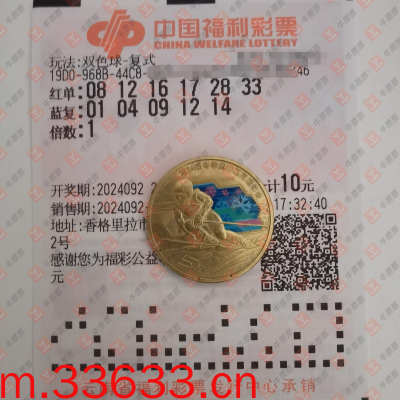 中国福利彩票
CHINA WELFARE LOTTERY
玩法:双色球-复式
19D0-968B-44C8-
46
红单:08 12 16 17 28 33
蓝复:01 04 09 12 14
倍数:1
开奖期:2024092 2
计10元
销售期:2024092-
17:32:40
地址:香格里拉市
2号
感谢您为福彩公益
元
中心承销
m.33633.cn